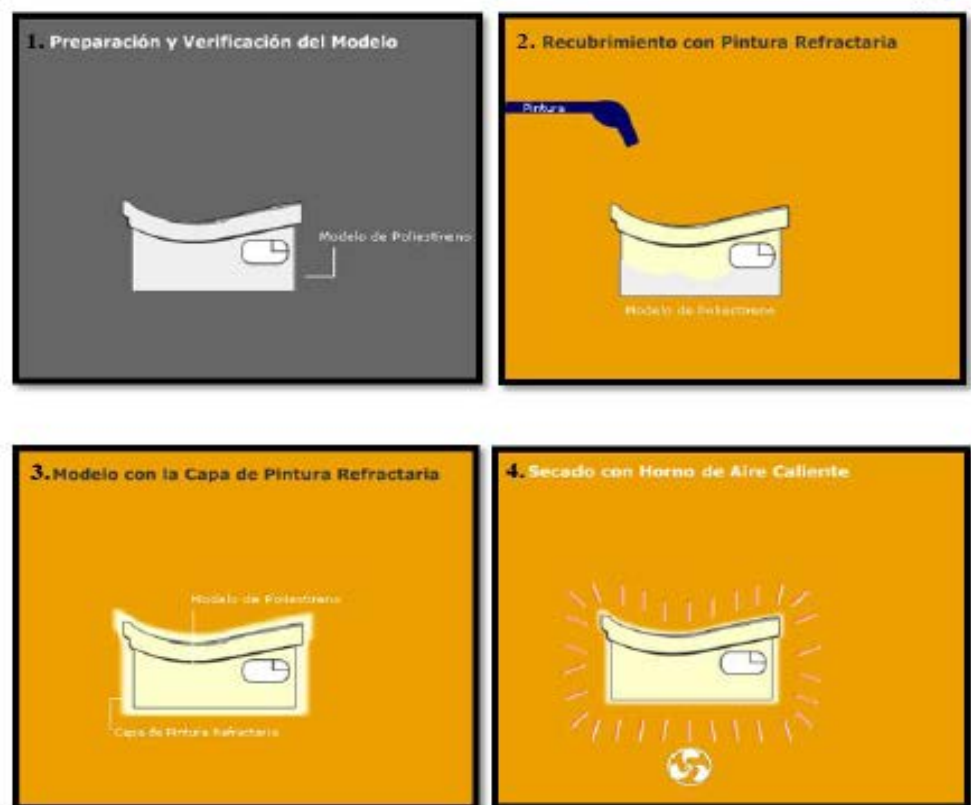 1. Preparación y Verificación del Modelo
Modelo de Poliestireno
2. Recubrimiento con Pintura Refractaria
Pintura
Modelo de Poliestireno
3. Modelo con la Capa de Pintura Refractaria
Modelo de Poliestireno
Capa de Pintura Refractaria
4. Secado con Horno de Aire Caliente